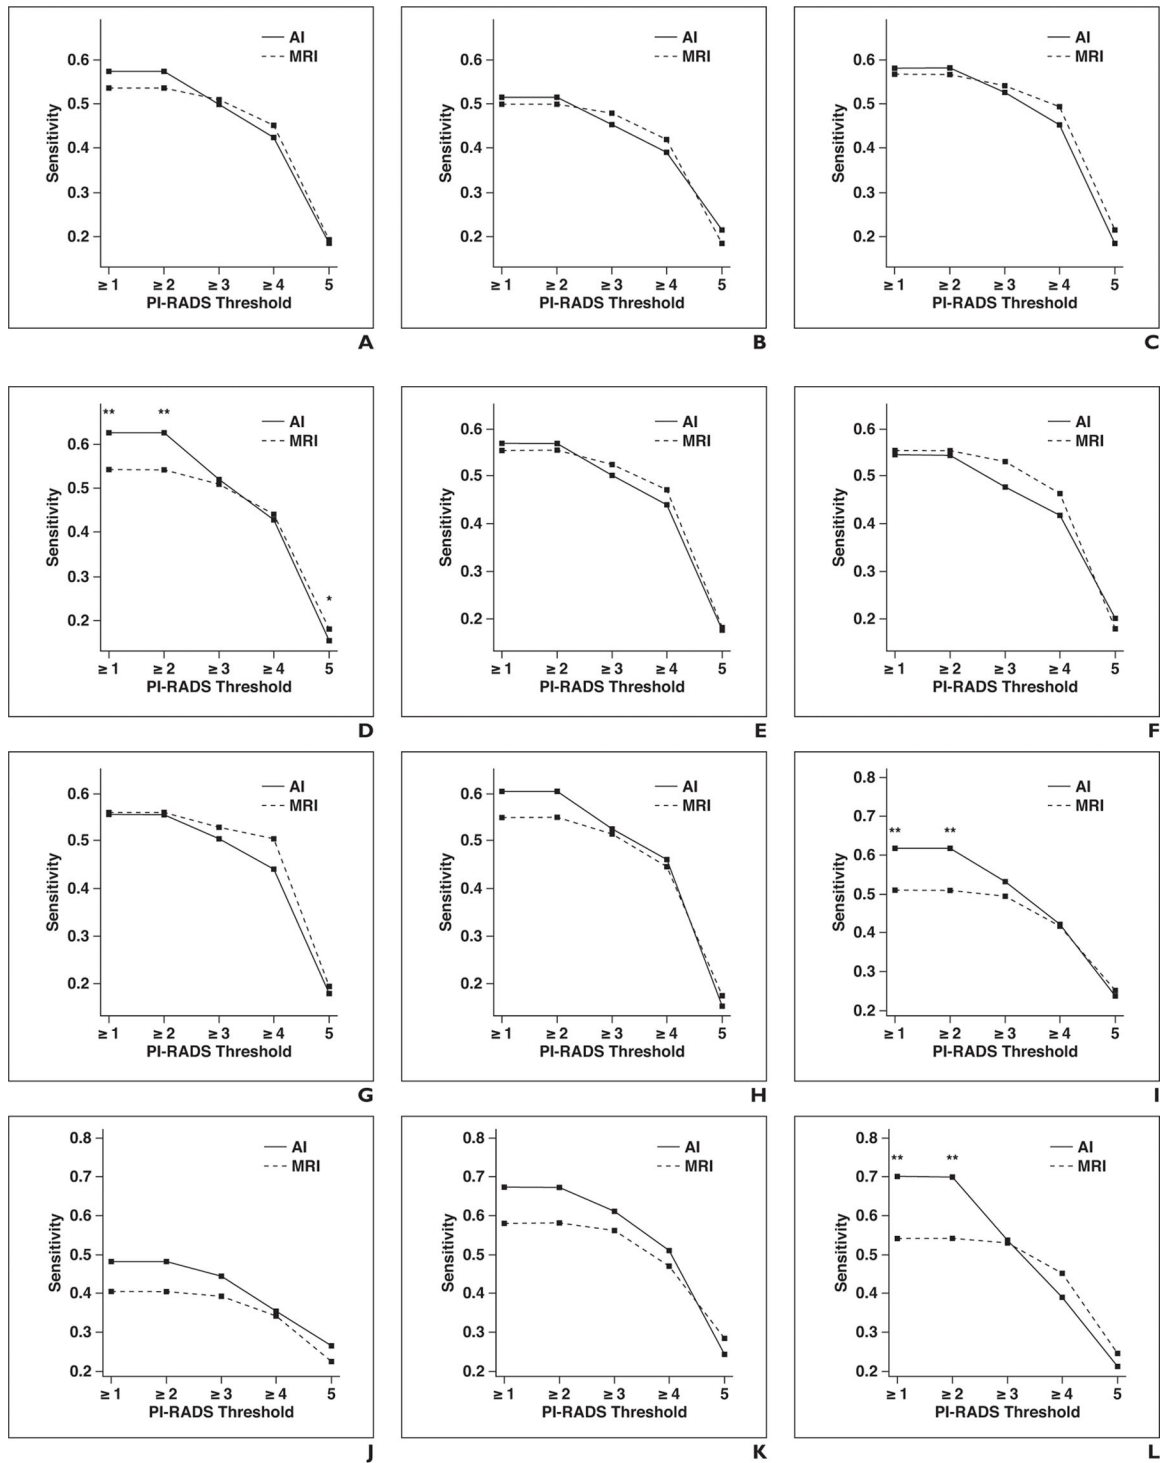 AI
MRI
0.6
0.5
0.4
0.3
0.2
Sensitivity
≥ 1 ≥ 2 ≥ 3 ≥ 4 5
PI-RADS Threshold
A
AI
MRI
0.6
0.5
0.4
0.3
0.2
Sensitivity
≥ 1 ≥ 2 ≥ 3 ≥ 4 5
PI-RADS Threshold
B
AI
MRI
0.6
0.5
0.4
0.3
0.2
Sensitivity
≥ 1 ≥ 2 ≥ 3 ≥ 4 5
PI-RADS Threshold
C
** **
AI
MRI
0.6
0.5
0.4
0.3
0.2
*
Sensitivity
≥ 1 ≥ 2 ≥ 3 ≥ 4 5
PI-RADS Threshold
D
AI
MRI
0.6
0.5
0.4
0.3
0.2
Sensitivity
≥ 1 ≥ 2 ≥ 3 ≥ 4 5
PI-RADS Threshold
E
AI
MRI
0.6
0.5
0.4
0.3
0.2
Sensitivity
≥ 1 ≥ 2 ≥ 3 ≥ 4 5
PI-RADS Threshold
F
AI
MRI
0.6
0.5
0.4
0.3
0.2
Sensitivity
≥ 1 ≥ 2 ≥ 3 ≥ 4 5
PI-RADS Threshold
G
AI
MRI
0.6
0.5
0.4
0.3
0.2
Sensitivity
≥ 1 ≥ 2 ≥ 3 ≥ 4 5
PI-RADS Threshold
H
AI
MRI
0.8
0.7
** **
0.6
0.5
0.4
0.3
0.2
Sensitivity
≥ 1 ≥ 2 ≥ 3 ≥ 4 5
PI-RADS Threshold
I
AI
MRI
0.8
0.7
0.6
0.5
0.4
0.3
0.2
Sensitivity
≥ 1 ≥ 2 ≥ 3 ≥ 4 5
PI-RADS Threshold
J
AI
MRI
0.8
0.7
0.6
0.5
0.4
0.3
0.2
Sensitivity
≥ 1 ≥ 2 ≥ 3 ≥ 4 5
PI-RADS Threshold
K
AI
MRI
0.8
** **
0.7
0.6
0.5
0.4
0.3
0.2
Sensitivity
≥ 1 ≥ 2 ≥ 3 ≥ 4 5
PI-RADS Threshold
L